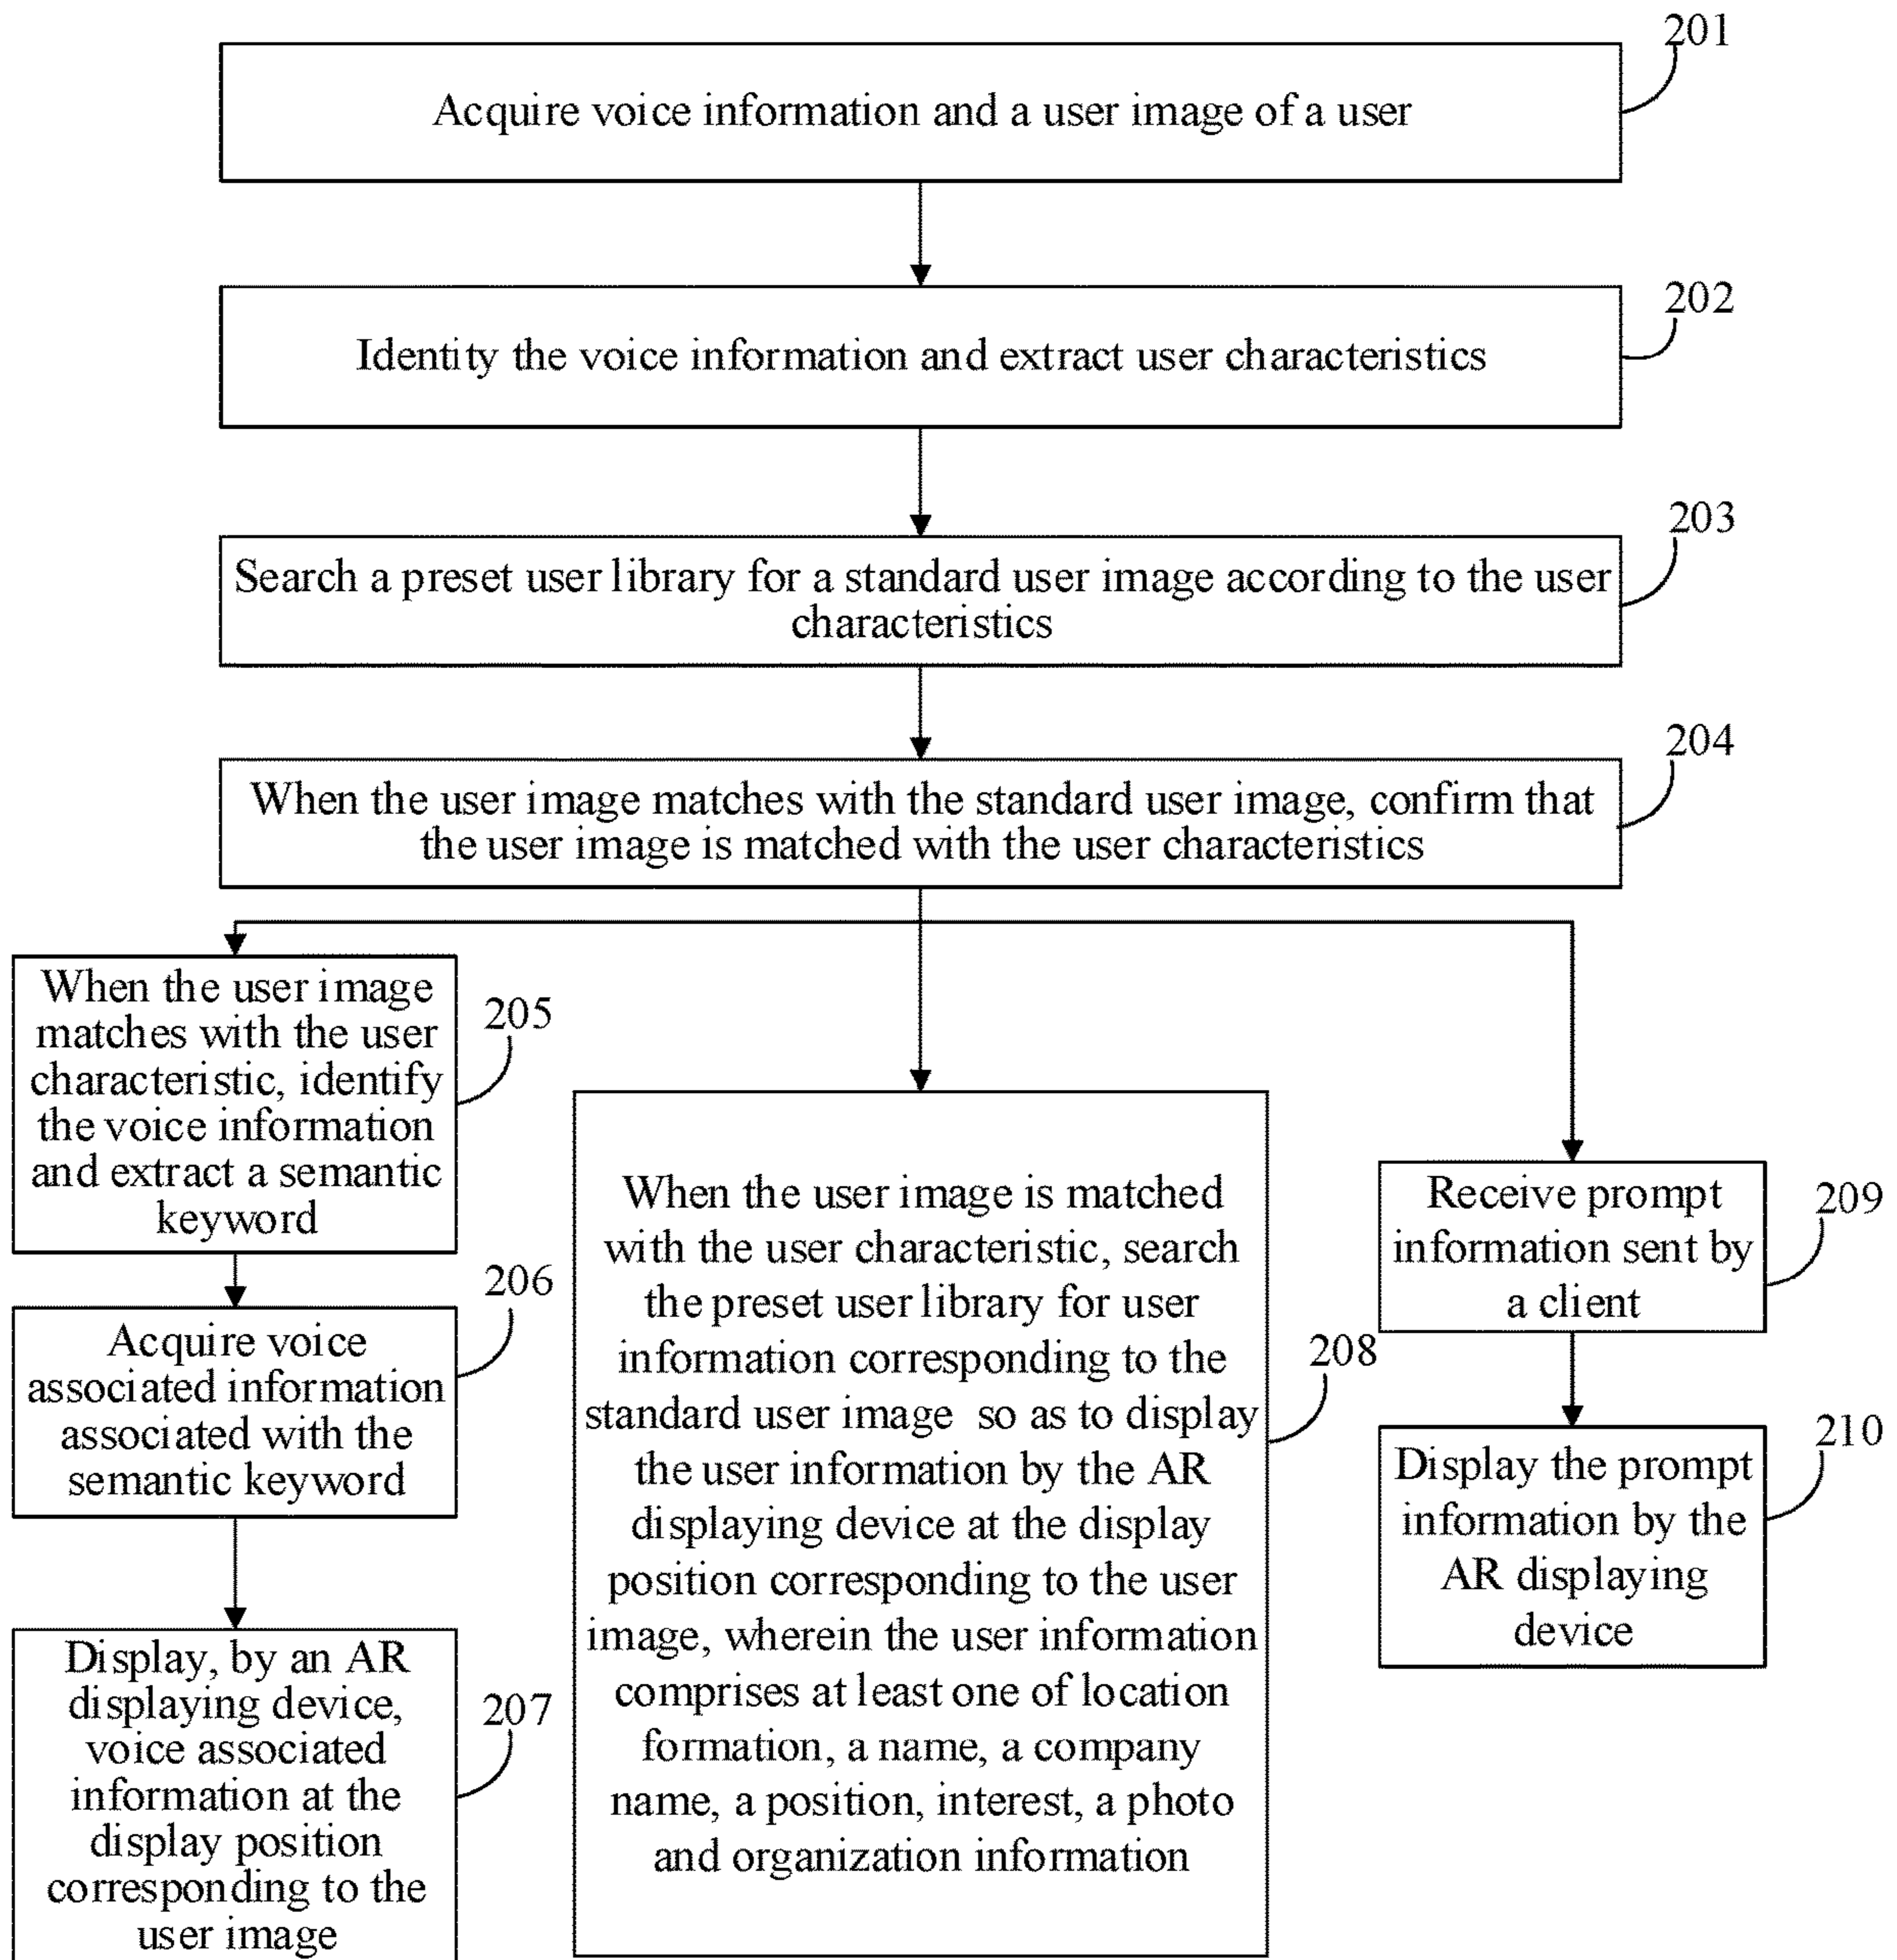 201
Acquire voice information and a user image of a user
202
Identity the voice information and extract user characteristics
203
Search a preset user library for a standard user image according to the user
characteristics
204
When the user image matches with the standard user image, confirm that
the user image is matched with the user characteristics
When the user image
matches with the user
characteristic, identify
the voice information
and extract a semantic
keyword
205
Acquire voice
associated information
associated with the
semantic keyword
206
Display, by an AR
displaying device,
voice associated
information at the
display position
corresponding to the
user image
207
When the user image is matched
with the user characteristic, search
the preset user library for user
information corresponding to the
standard user image so as to display
the user information by the AR
displaying device at the display
position corresponding to the user
image, wherein the user information
comprises at least one of location
formation, a name, a company
name, a position, interest, a photo
and organization information
208
Receive prompt
information sent by
a client
209
Display the prompt
information by the
AR displaying
device
210